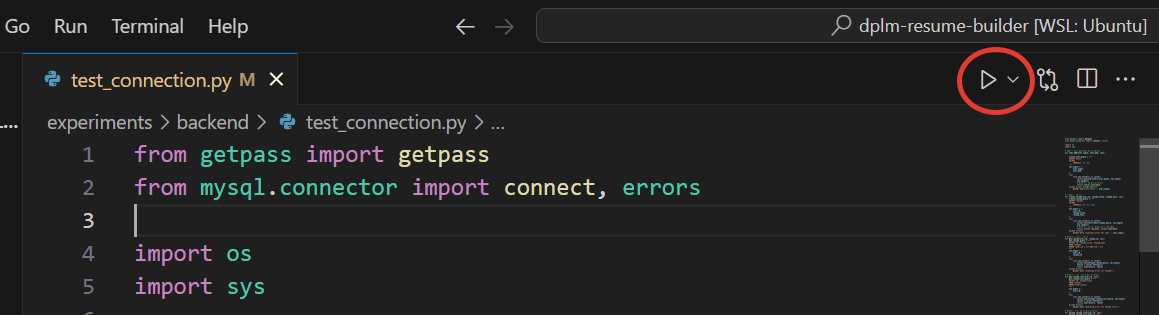 Go Run Terminal Help dplm-resume-builder [WSL: Ubuntu]
test_connection.py M
experiments > backend > test_connection.py > ...
1 from getpass import getpass
2 from mysql.connector import connect, errors
3
4 import os
5 import sys